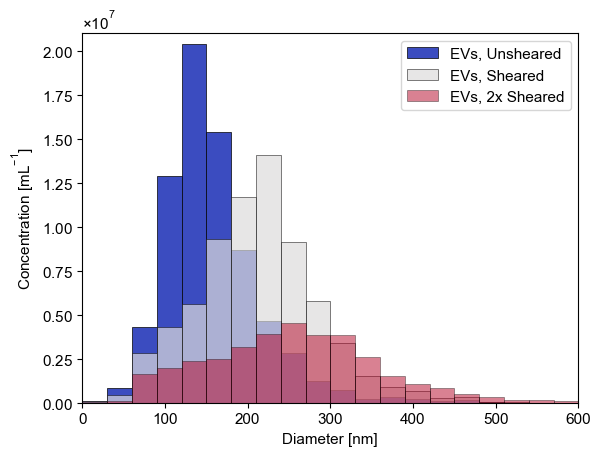 ×10⁷
EVs, Unsheared
EVs, Sheared
EVs, 2x Sheared
2.00
1.75
1.50
1.25
1.00
0.75
0.50
0.25
0.00
Concentration [mL⁻¹]
0 100 200 300 400 500 600
Diameter [nm]